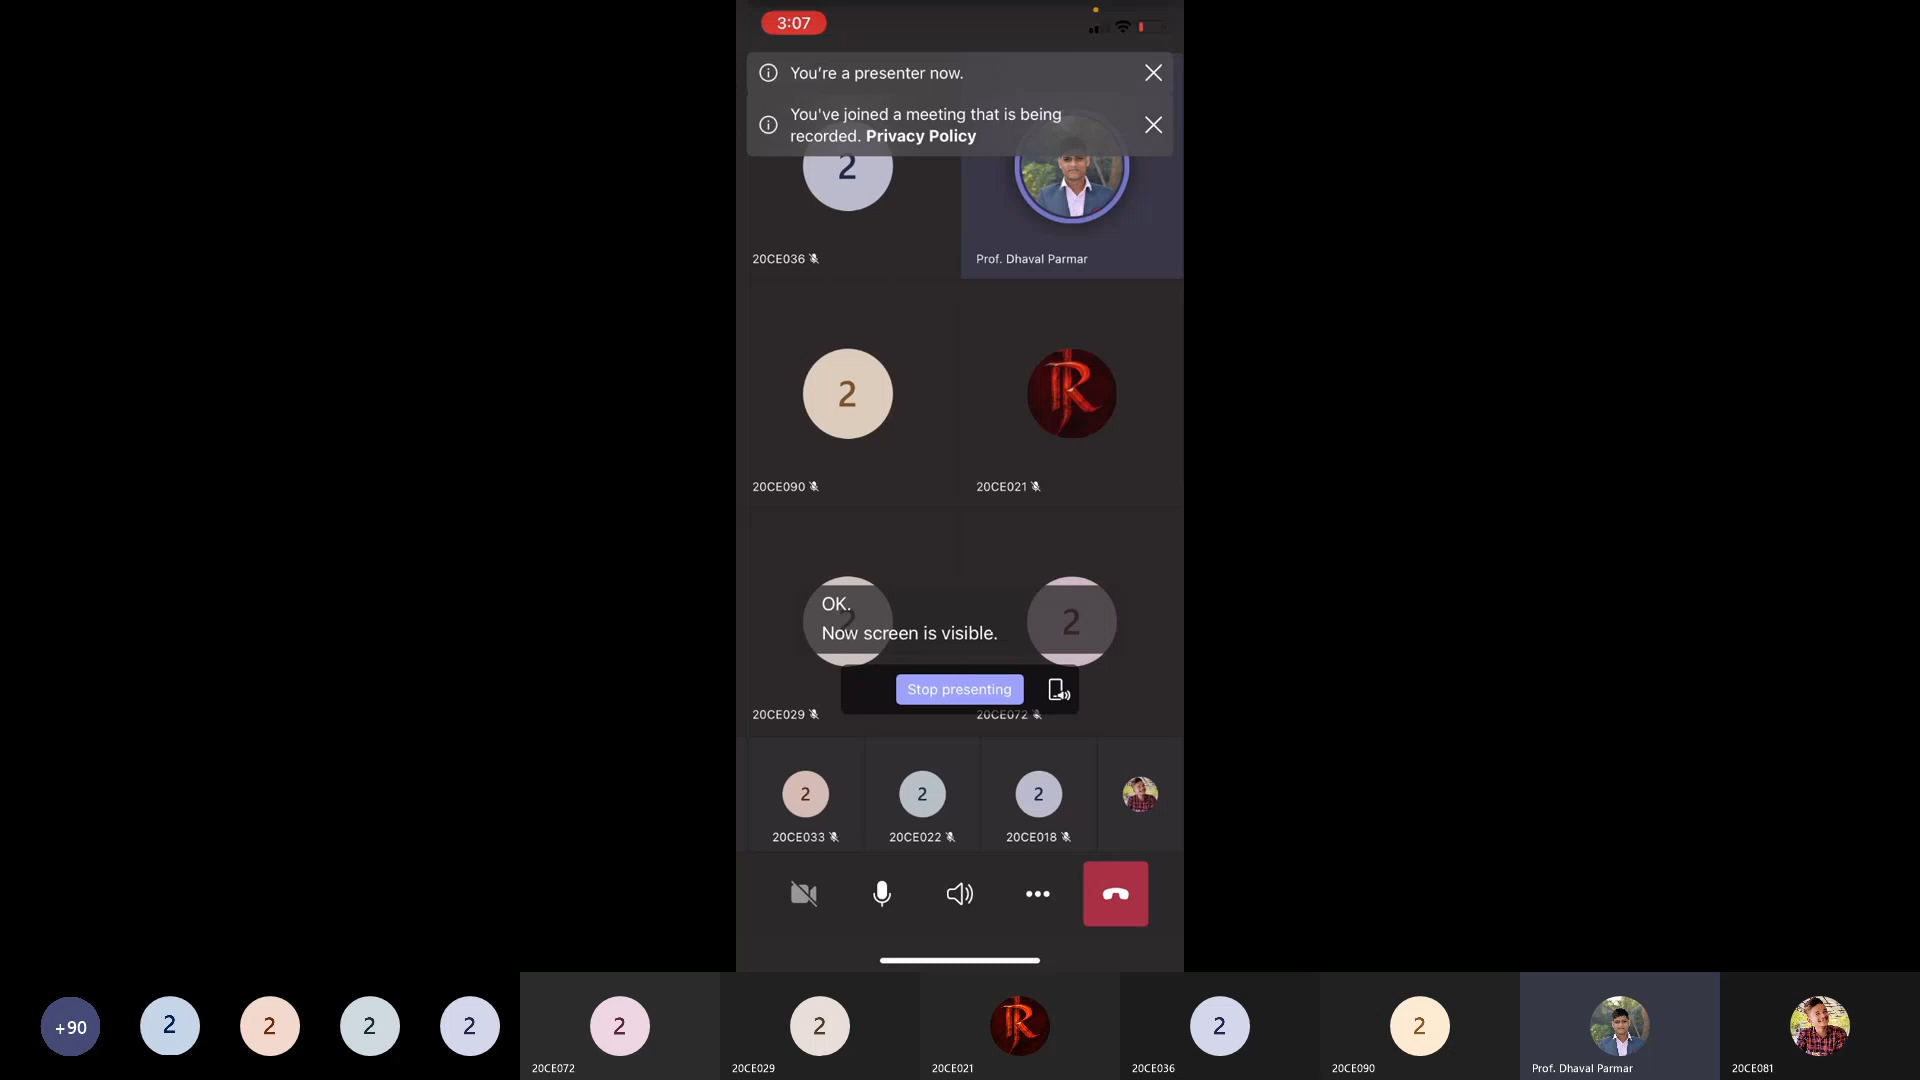 3:07
You're a presenter now.
You've joined a meeting that is being
recorded. Privacy Policy
2
20CE036
Prof. Dhaval Parmar
2
R
20CE090
20CE021
OK.
Now screen is visible.
2
2
Stop presenting
20CE029
20CE072
2
2
2
20CE033
20CE022
20CE018
+90
2
2
2
2
2
2
R
2
2
20CE072
20CE029
20CE021
20CE036
20CE090
Prof. Dhaval Parmar
20CE081